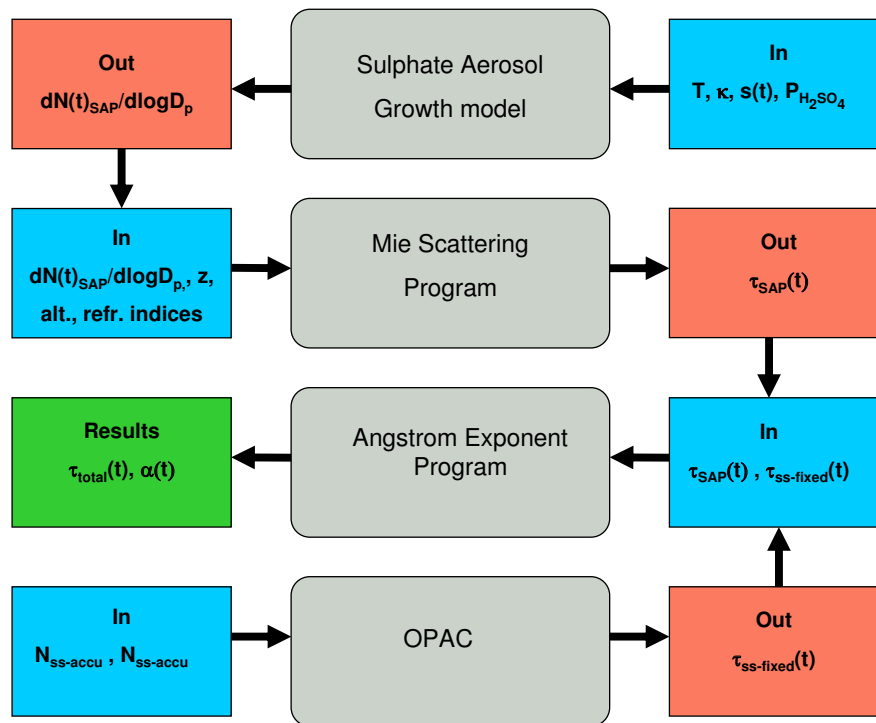 Out
dN(t)SAP/dlogDp
Sulphate Aerosol
Growth model
In
T, κ, s(t), PH2SO4
In
dN(t)SAP/dlogDp,, z,
alt., refr. indices
Mie Scattering
Program
Out
τSAP(t)
Results
τtotal(t), α(t)
Angstrom Exponent
Program
In
τSAP(t) , τss-fixed(t)
In
Nss-accu , Nss-accu
OPAC
Out
τss-fixed(t)